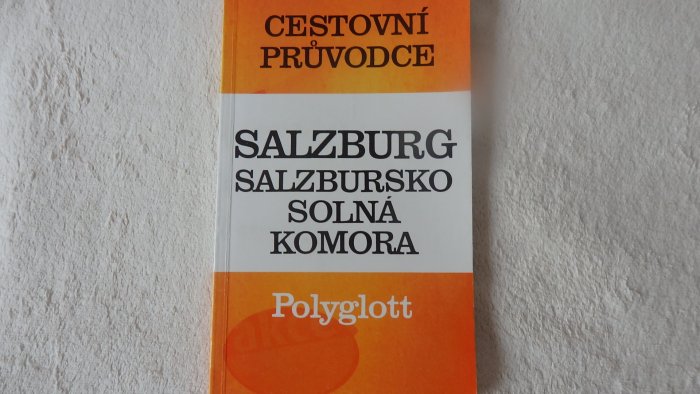 CESTOVNÍ
PRŮVODCE
SALZBURG
SALZBURSKO
SOLNÁ
KOMORA
Polyglott